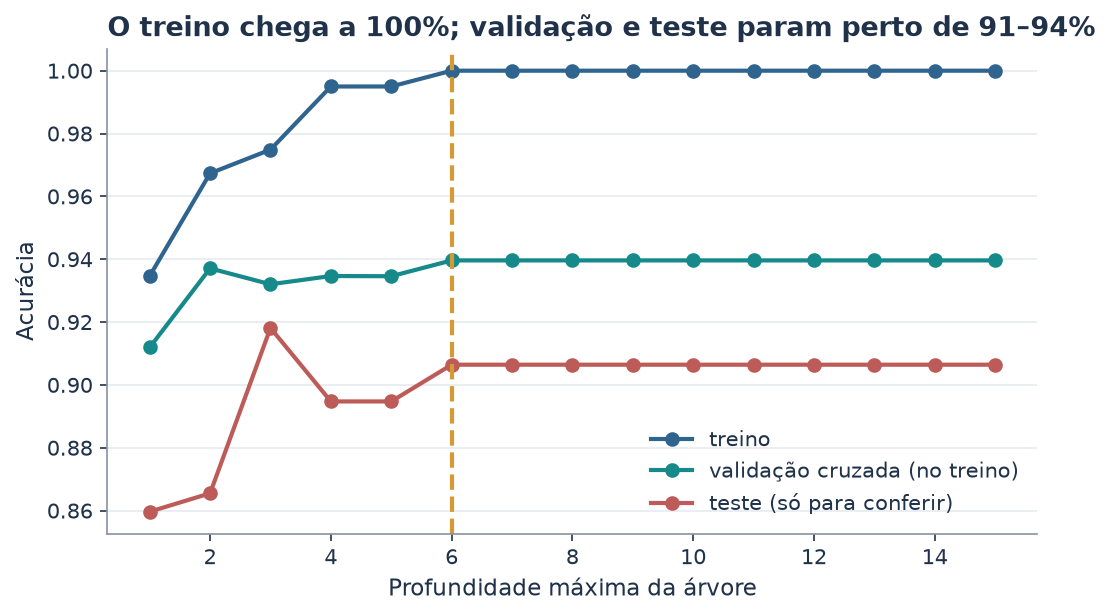 O treino chega a 100%; validação e teste param perto de 91–94%
Acurácia
1.00
0.98
0.96
0.94
0.92
0.90
0.88
0.86
treino
validação cruzada (no treino)
teste (só para conferir)
2 4 6 8 10 12 14
Profundidade máxima da árvore